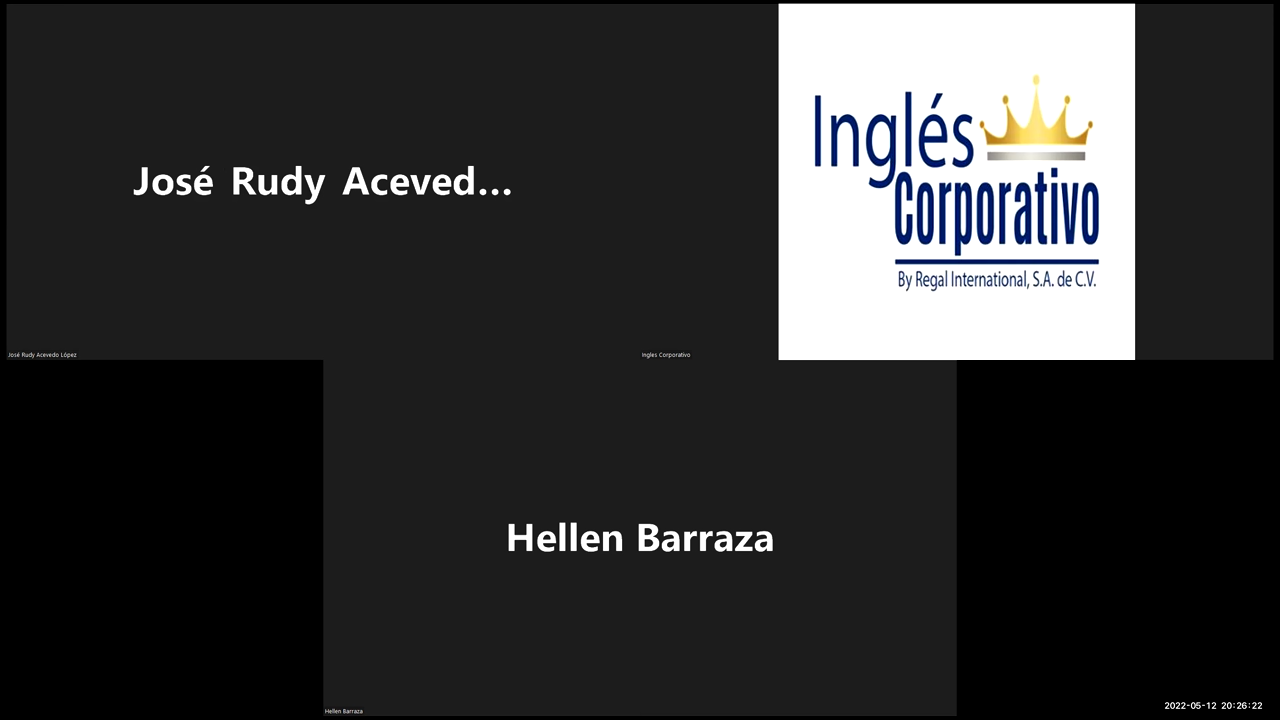 José Rudy Aceved...
Inglés
Corporativo
By Regal International, S.A. de C.V.
José Rudy Acevedo López
Ingles Corporativo
Hellen Barraza
Hellen Barraza
2022-05-12 20:26:22